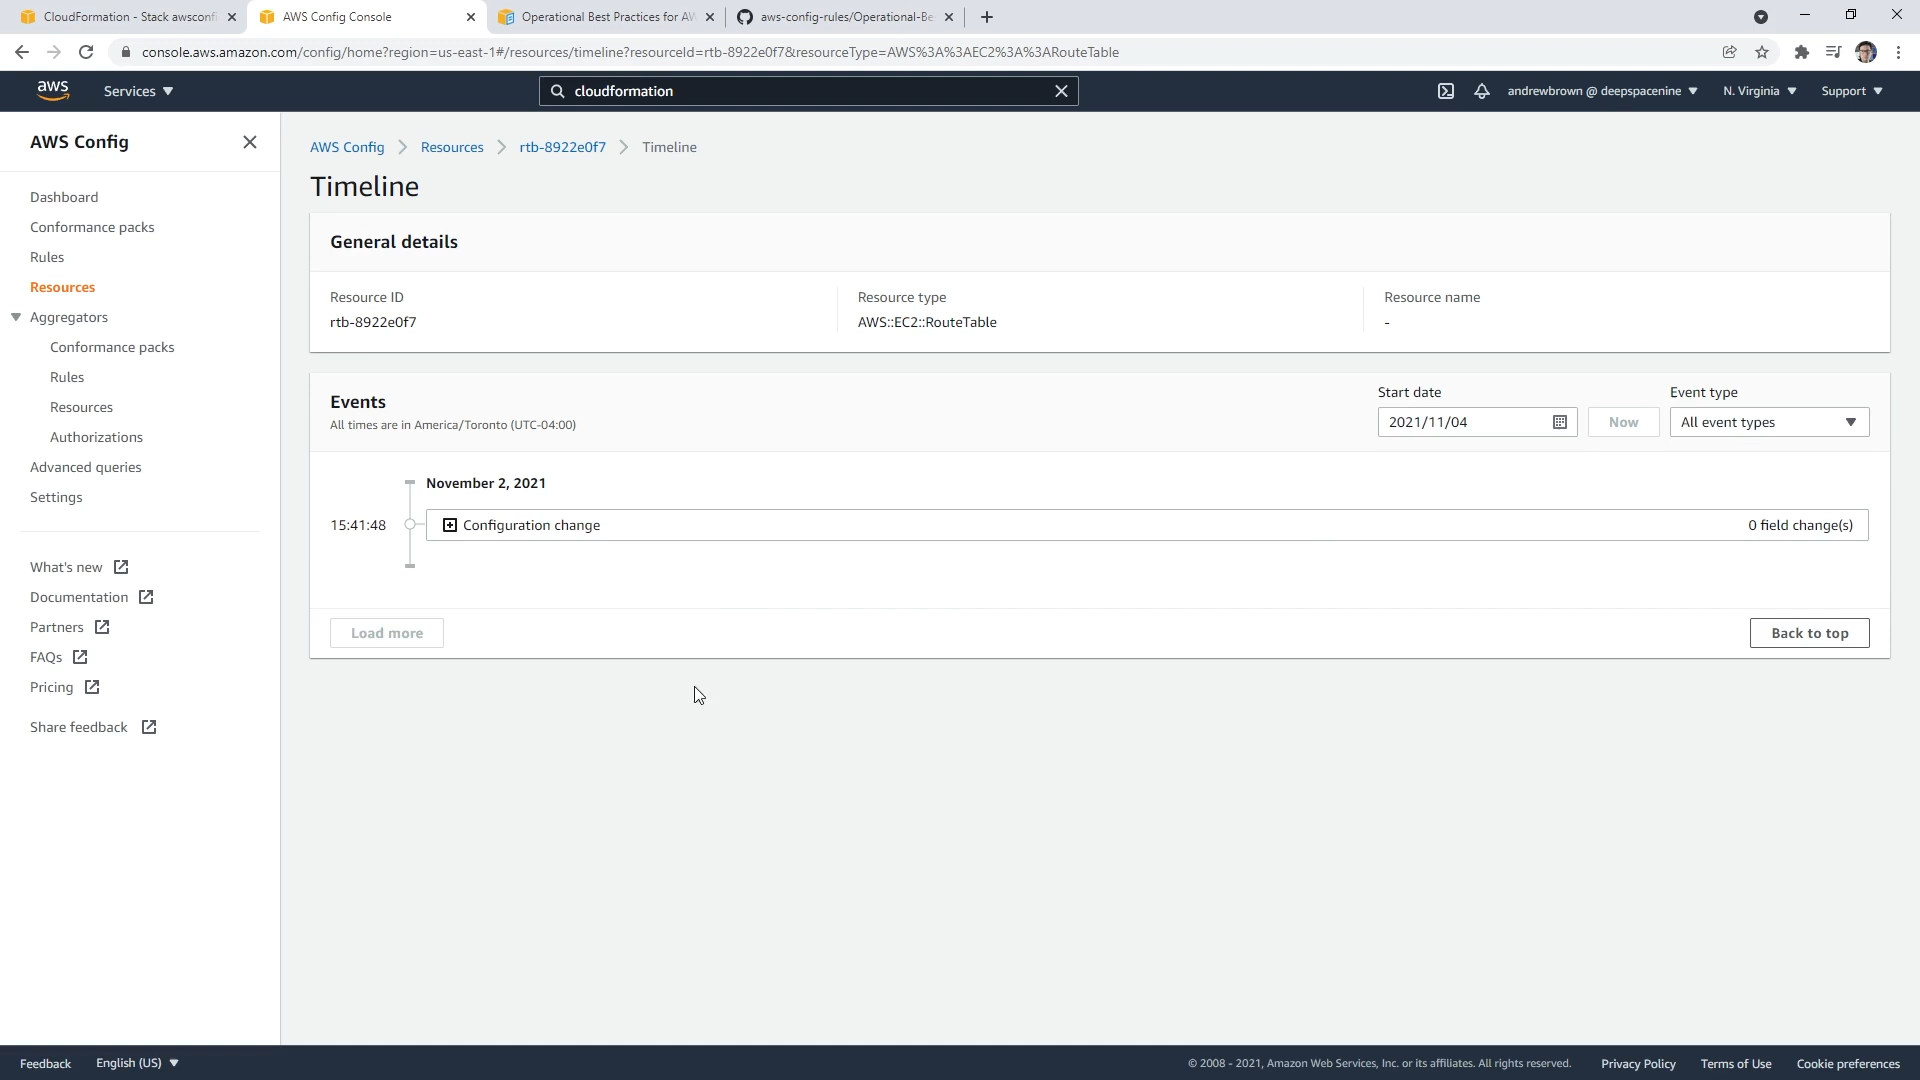 CloudFormation - Stack awsconfi
AWS Config Console
Operational Best Practices for AW
aws-config-rules/Operational-Be
console.aws.amazon.com/config/home?region=us-east-1#/resources/timeline?resourceId=rtb-8922e0f7&resourceType=AWS%3A%3AEC2%3A%3ARouteTable
aws
Services
cloudformation
andrewbrown @ deepspacenine
N. Virginia
Support
AWS Config
Dashboard
Conformance packs
Rules
Resources
Aggregators
Conformance packs
Rules
Resources
Authorizations
Advanced queries
Settings
What's new
Documentation
Partners
FAQs
Pricing
Share feedback
AWS Config > Resources > rtb-8922e0f7 > Timeline
Timeline
General details
Resource ID
rtb-8922e0f7
Resource type
AWS::EC2::RouteTable
Resource name
-
Events
All times are in America/Toronto (UTC-04:00)
Start date
2021/11/04
Now
Event type
All event types
November 2, 2021
15:41:48
Configuration change
0 field change(s)
Load more
Back to top
Feedback
English (US)
© 2008 - 2021, Amazon Web Services, Inc. or its affiliates. All rights reserved.
Privacy Policy
Terms of Use
Cookie preferences